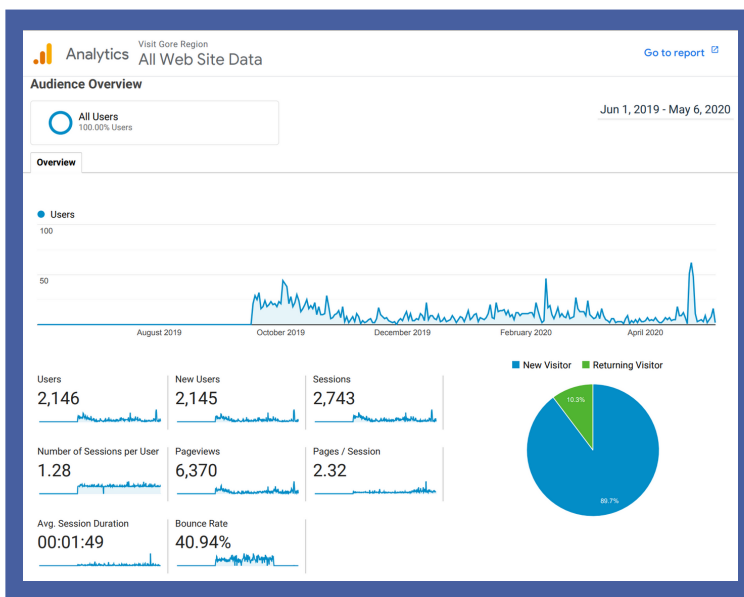 Analytics
Visit Gore Region
All Web Site Data
Go to report
Audience Overview
All Users
100.00% Users
Jun 1, 2019 - May 6, 2020
Overview
Users
100
50
August 2019 October 2019 December 2019 February 2020 April 2020
New Visitor Returning Visitor
Users
2,146
New Users
2,145
Sessions
2,743
Number of Sessions per User
1.28
Pageviews
6,370
Pages / Session
2.32
Avg. Session Duration
00:01:49
Bounce Rate
40.94%
10.3%
89.7%